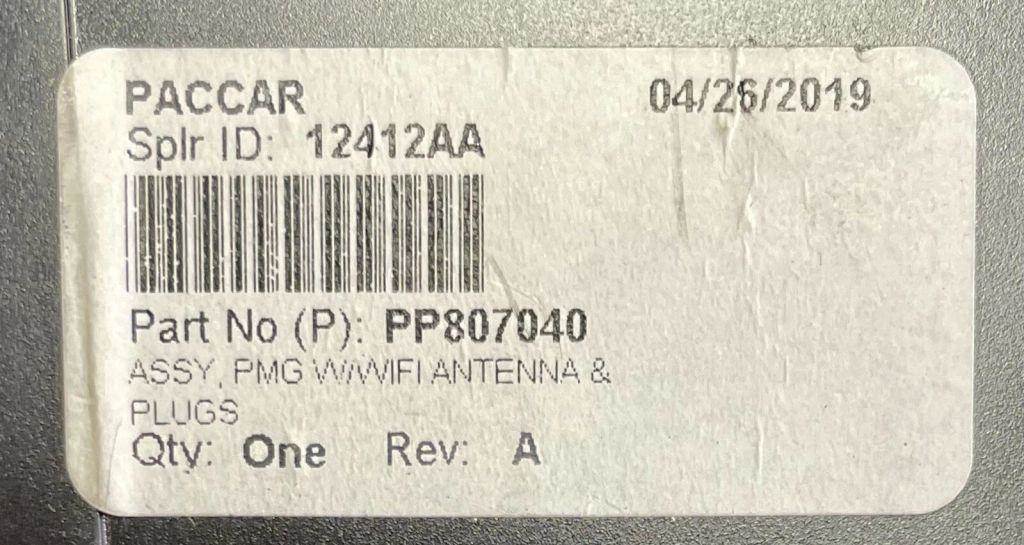 PACCAR 04/26/2019
Splr ID: 12412AA
Part No (P): PP807040
ASSY, PMG W/WIFI ANTENNA &
PLUGS
Qty: One Rev: A